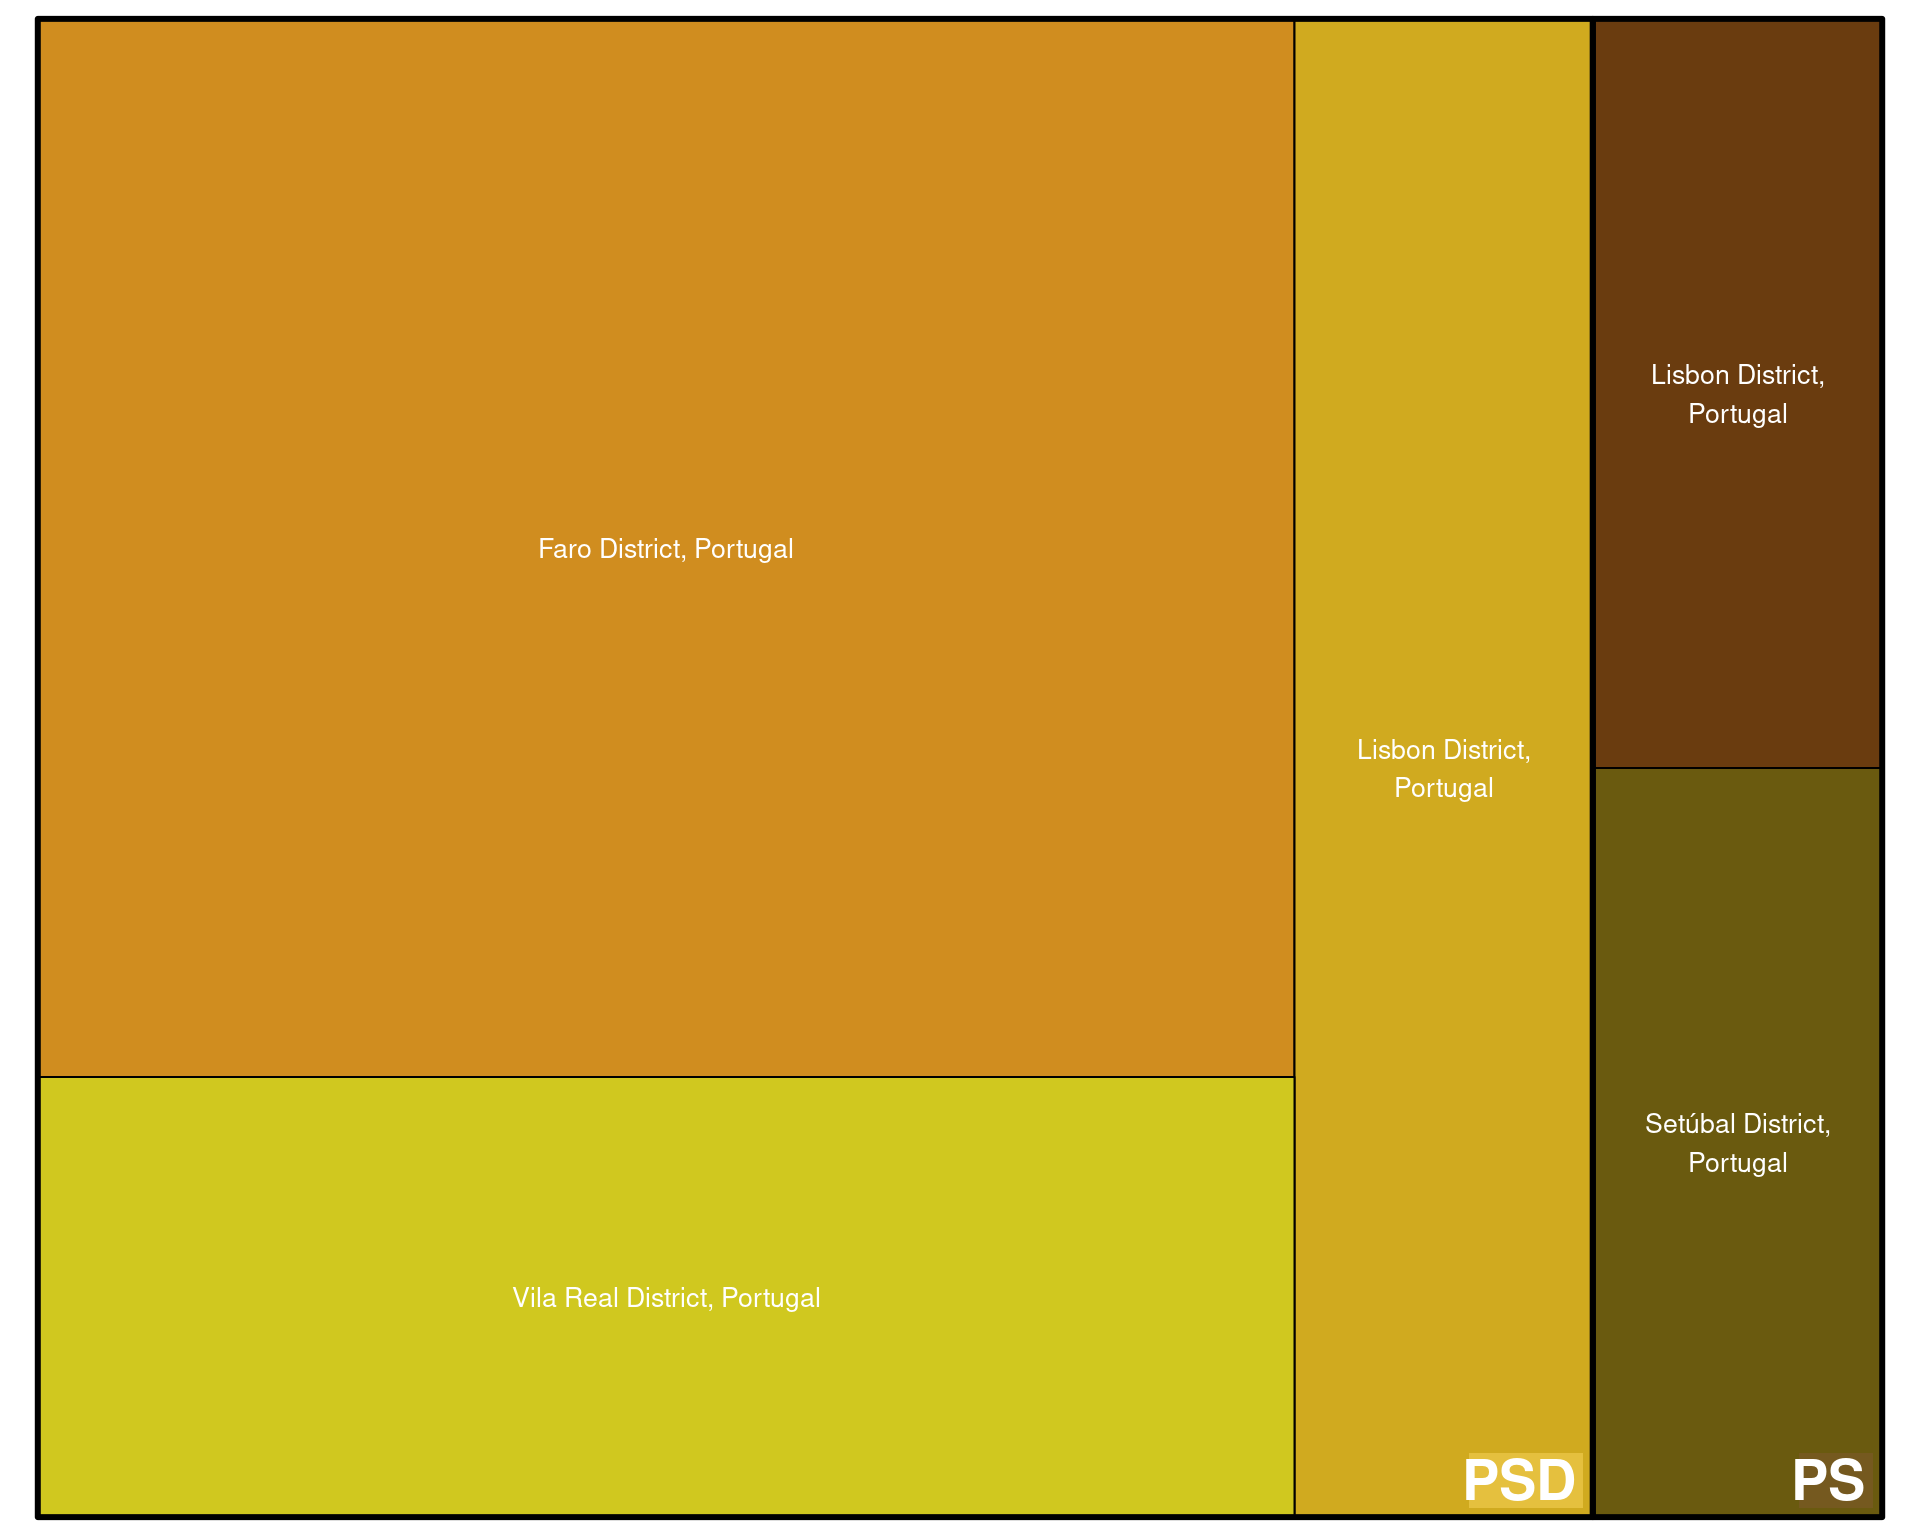 Faro District, Portugal
Vila Real District, Portugal
Lisbon District,
Portugal
PSD
Lisbon District,
Portugal
Setúbal District,
Portugal
PS